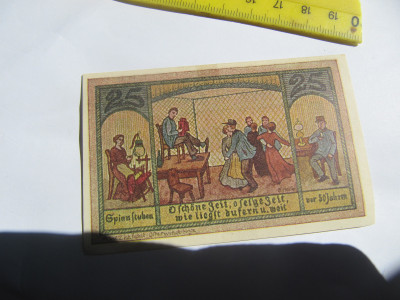 25
25
Spinnstuben
O schöne Zeit, o selge Zeit,
wie liegst du fern u. weit.
vor 50 Jahren
17
18
19